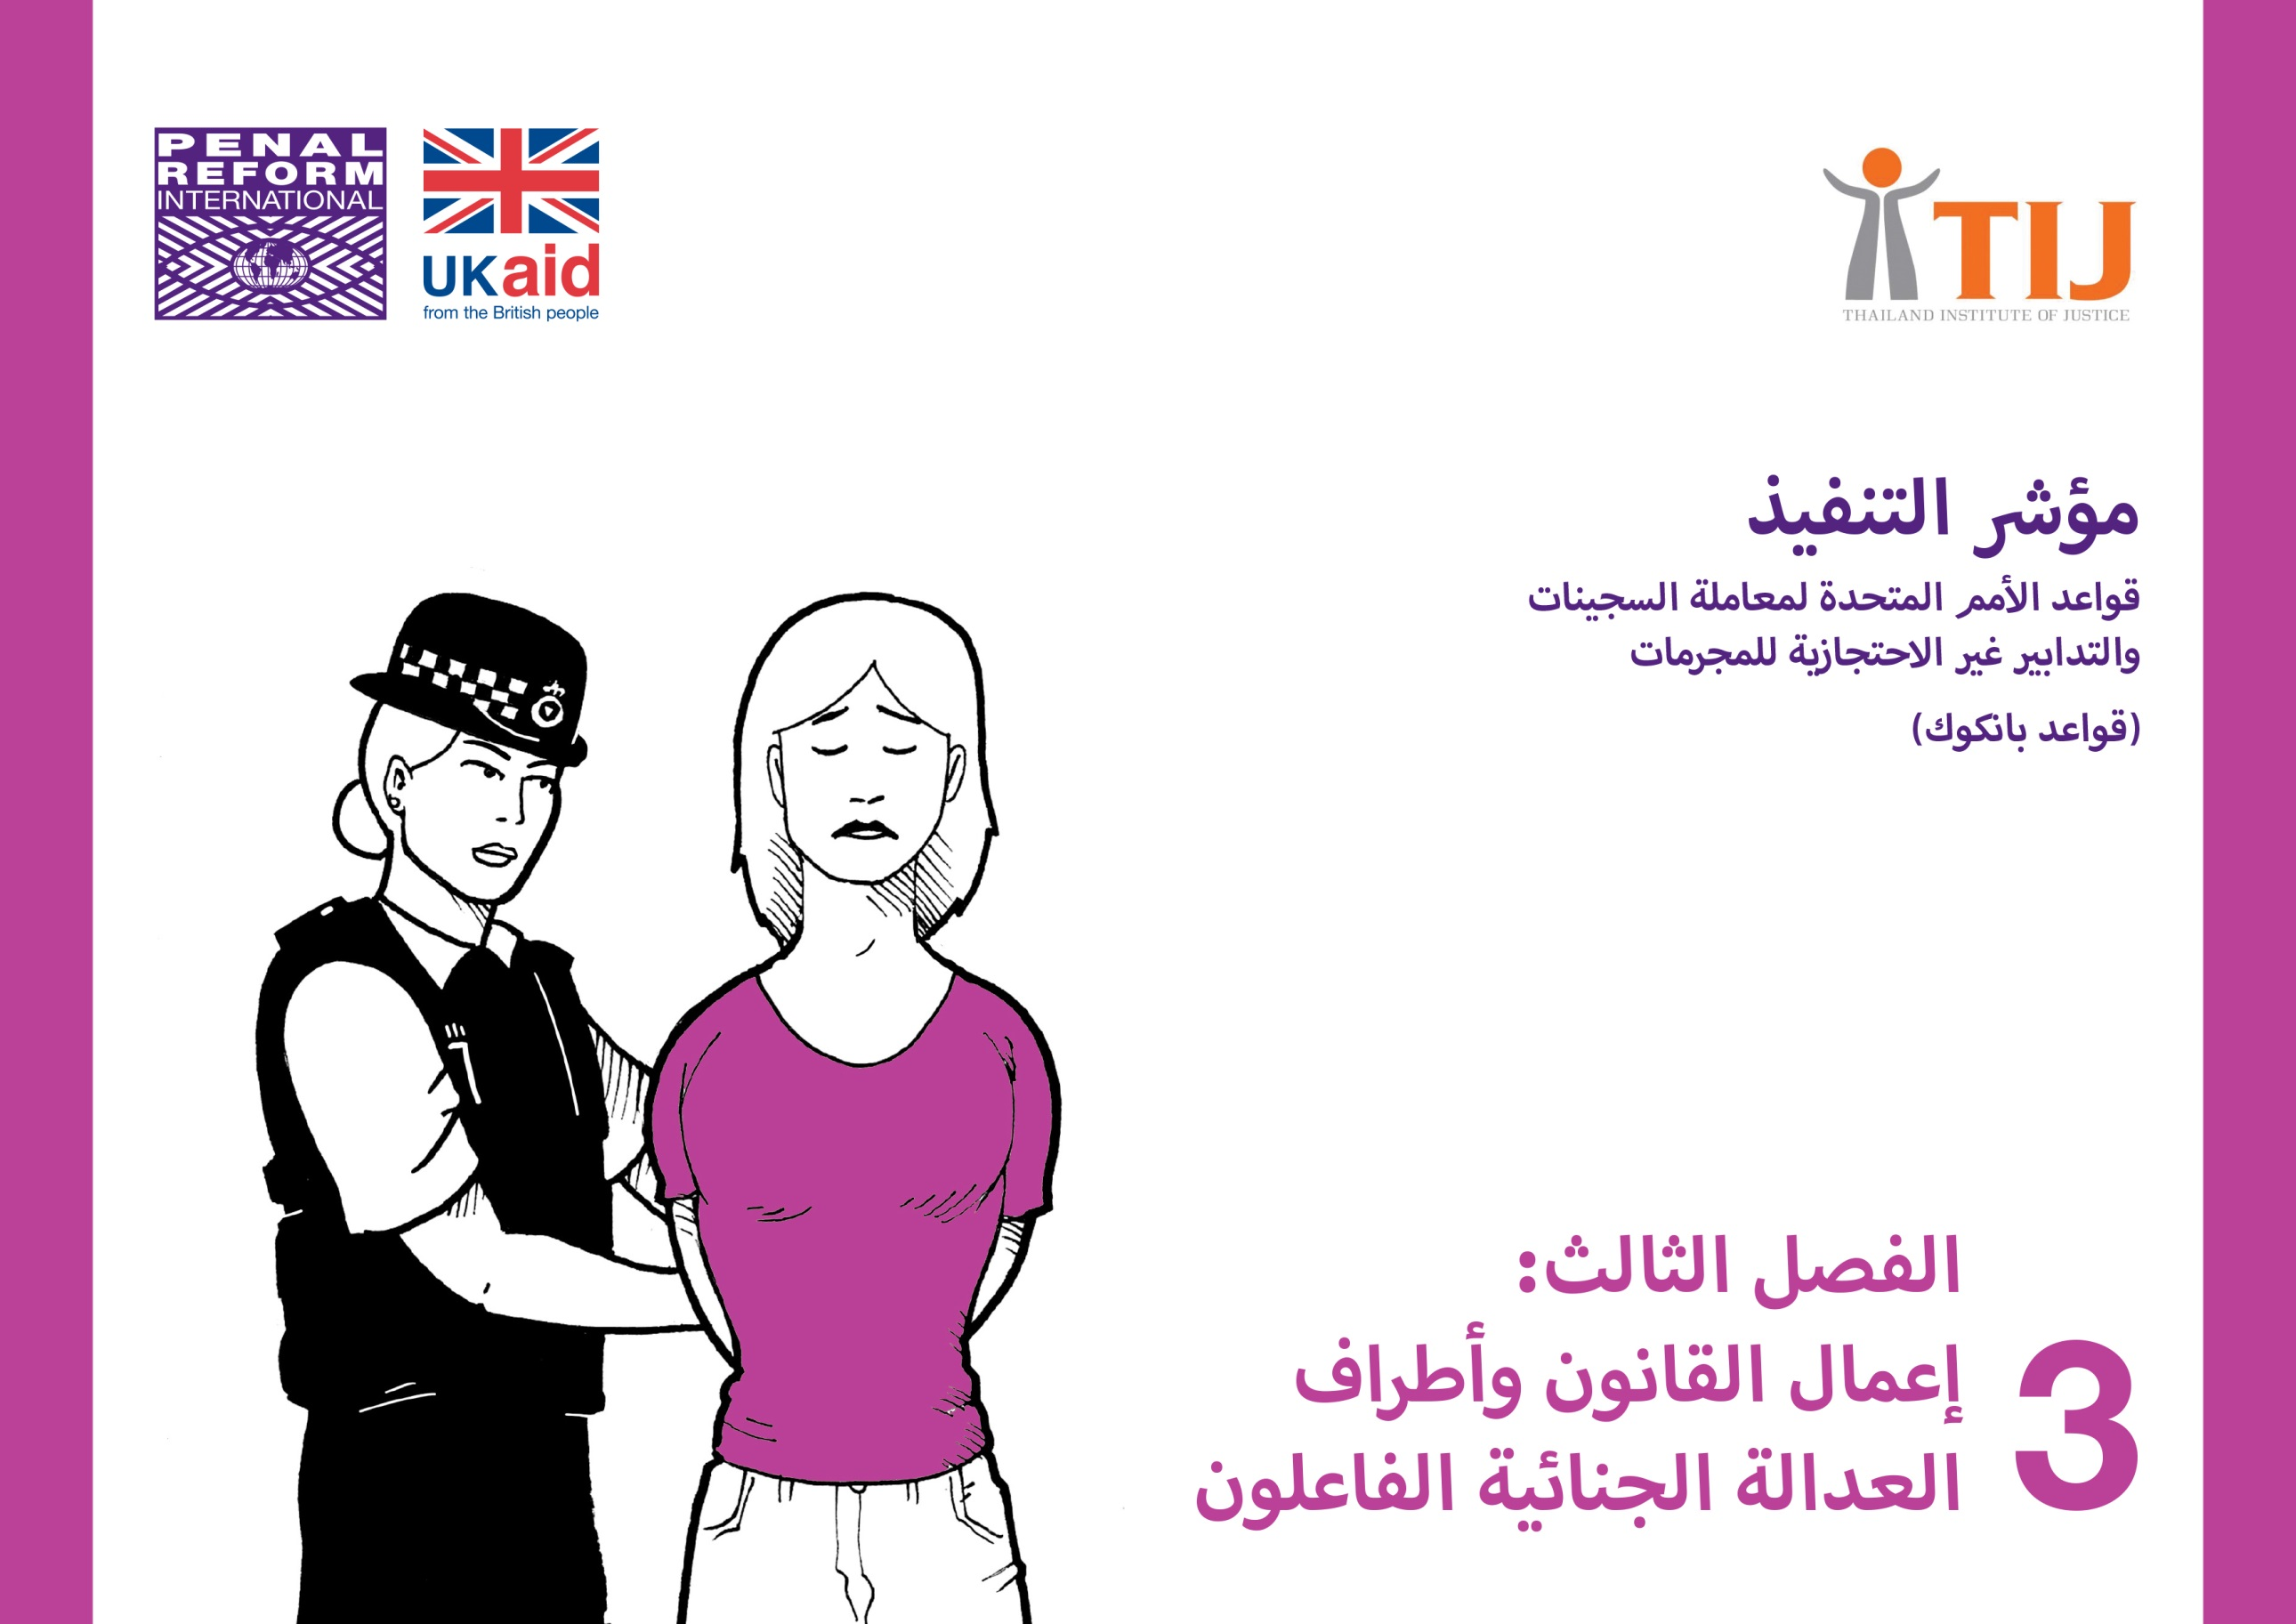 PENAL
REFORM
INTERNATIONAL
UKaid
from the British people
TIJ
THAILAND INSTITUTE OF JUSTICE
مؤشر التنفيذ
قواعد الأمم المتحدة لمعاملة السجينات
والتدابير غير الاحتجازية للمجرمات
(قواعد بانكوك)
3
الفصل الثالث:
إعمال القانون وأطراف
العدالة الجنائية الفاعلون